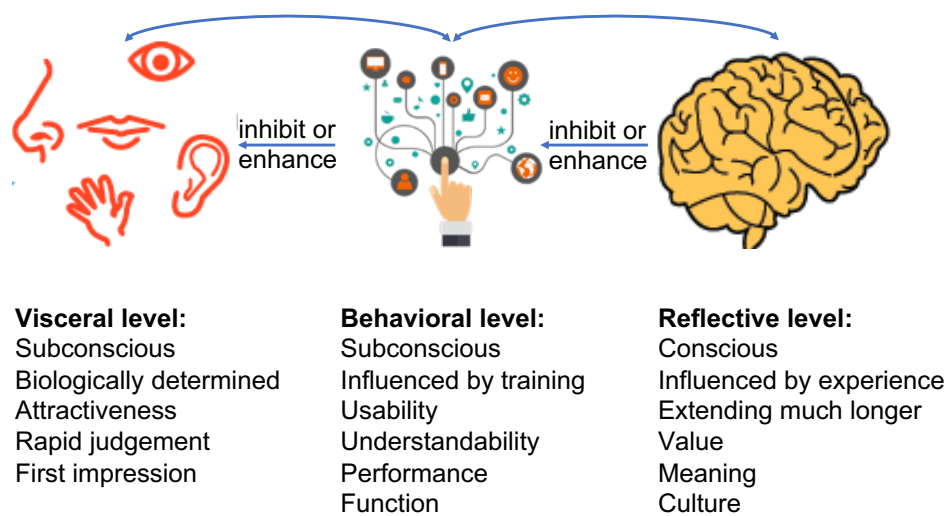 inhibit or
enhance
inhibit or
enhance
Visceral level:
Subconscious
Biologically determined
Attractiveness
Rapid judgement
First impression
Behavioral level:
Subconscious
Influenced by training
Usability
Understandability
Performance
Function
Reflective level:
Conscious
Influenced by experience
Extending much longer
Value
Meaning
Culture